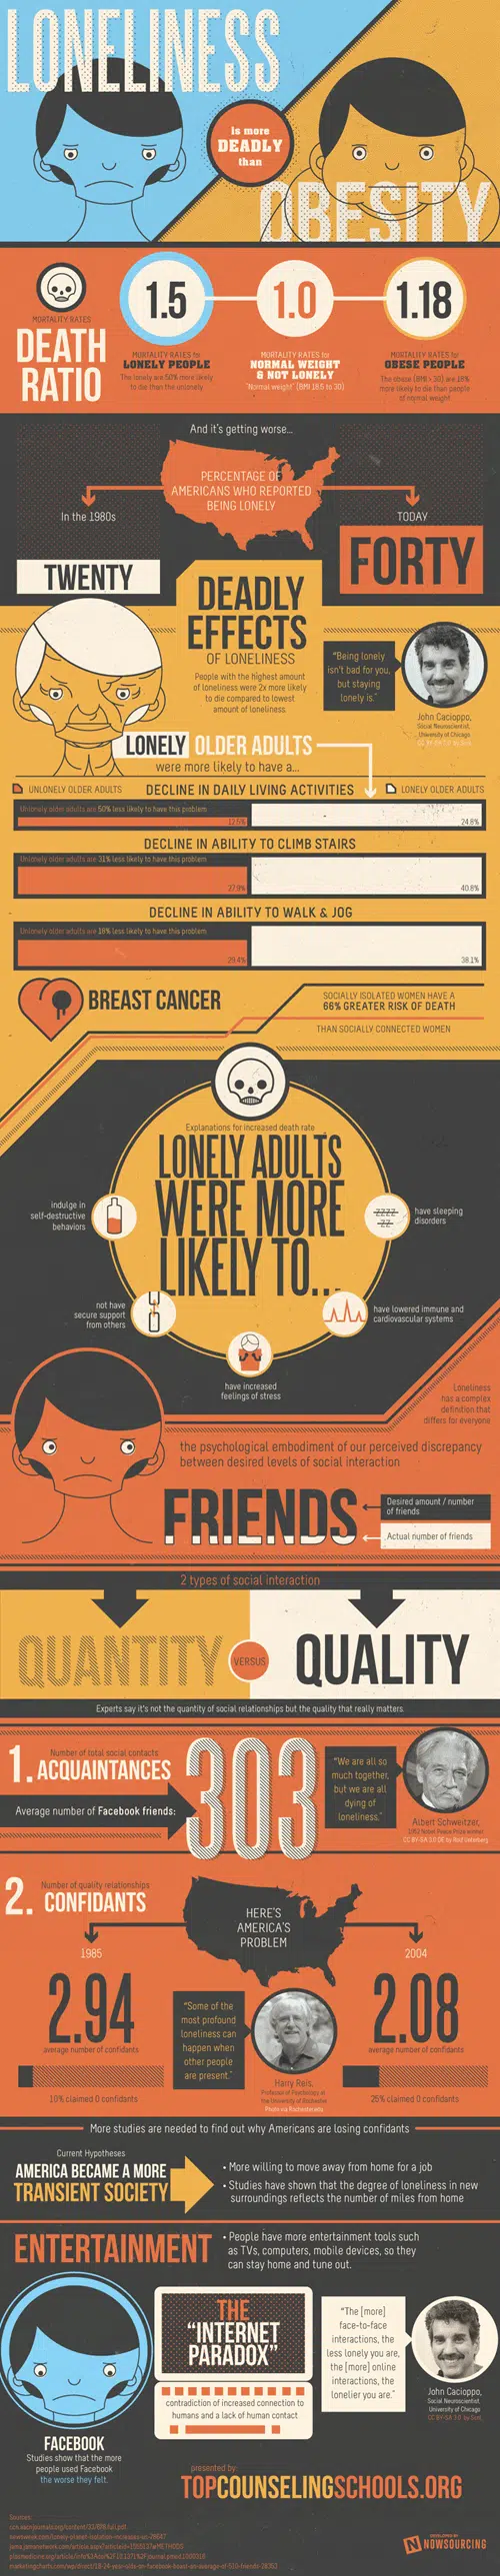 LONELINESS
is more
DEADLY
than
OBESITY
MORTALITY RATES
DEATH
RATIO
1.5
MORTALITY RATES for
LONELY PEOPLE
The lonely are 50% more likely
to die than the unlonely
1.0
MORTALITY RATES for
NORMAL WEIGHT
& NOT LONELY
"Normal weight" (BMI 18.5 to 30)
1.18
MORTALITY RATES for
OBESE PEOPLE
The obese (BMI > 30) are 18%
more likely to die than people
of normal weight
And it's getting worse...
PERCENTAGE OF
AMERICANS WHO REPORTED
BEING LONELY
In the 1980s
TWENTY
TODAY
FORTY
DEADLY
EFFECTS
OF LONELINESS
People with the highest amount
of loneliness were 2x more likely
to die compared to lowest
amount of loneliness
"Being lonely
isn't bad for you,
but staying
lonely is."
John Cacioppo,
Social Neuroscientist,
University of Chicago
LONELY OLDER ADULTS
were more likely to have a...
UNLONELY OLDER ADULTS
DECLINE IN DAILY LIVING ACTIVITIES
LONELY OLDER ADULTS
Unlonely older adults are 50% less likely to have this problem
12.5%
24.8%
DECLINE IN ABILITY TO CLIMB STAIRS
Unlonely older adults are 31% less likely to have this problem
27.9%
40.8%
DECLINE IN ABILITY TO WALK & JOG
Unlonely older adults are 18% less likely to have this problem
29.4%
38.1%
BREAST CANCER
SOCIALLY ISOLATED WOMEN HAVE A
66% GREATER RISK OF DEATH
THAN SOCIALLY CONNECTED WOMEN
Explanations for increased death rate
LONELY ADULTS
WERE MORE
LIKELY TO...
indulge in
self-destructive
behaviors
have sleeping
disorders
not have
secure support
from others
have lowered immune and
cardiovascular systems
have increased
feelings of stress
Loneliness
has a complex
definition that
differs for everyone
the psychological embodiment of our perceived discrepancy
between desired levels of social interaction
FRIENDS
Desired amount / number
of friends
Actual number of friends
2 types of social interaction
QUANTITY
VERSUS
QUALITY
Experts say it's not the quantity of social relationships but the quality that really matters.
1.
Number of total social contacts
ACQUAINTANCES
Average number of Facebook friends:
303
"We are all so
much together,
but we are all
dying of
loneliness."
Albert Schweitzer,
1952 Nobel Peace Prize winner
CC BY-SA 3.0 DE by Rolf Unterberg
2.
Number of quality relationships
CONFIDANTS
HERE'S
AMERICA'S
PROBLEM
1985
2.94
average number of confidants
10% claimed 0 confidants
2004
2.08
average number of confidants
25% claimed 0 confidants
"Some of the
most profound
loneliness can
happen when
other people
are present."
Harry Reis,
Professor of Psychology at
the University of Rochester
Photo via Rochester.edu
More studies are needed to find out why Americans are losing confidants
Current Hypotheses
AMERICA BECAME A MORE
TRANSIENT SOCIETY
• More willing to move away from home for a job
• Studies have shown that the degree of loneliness in new
surroundings reflects the number of miles from home
ENTERTAINMENT
• People have more entertainment tools such
as TVs, computers, mobile devices, so they
can stay home and tune out.
THE
"INTERNET
PARADOX"
contradiction of increased connection to
humans and a lack of human contact
"The [more]
face-to-face
interactions, the
less lonely you are,
the [more] online
interactions, the
lonelier you are."
John Cacioppo,
Social Neuroscientist,
University of Chicago
FACEBOOK
Studies show that the more
people used Facebook
the worse they felt.
presented by
TOPCOUNSELINGSCHOOLS.ORG
Sources:
DEVELOPED BY
NOWSOURCING